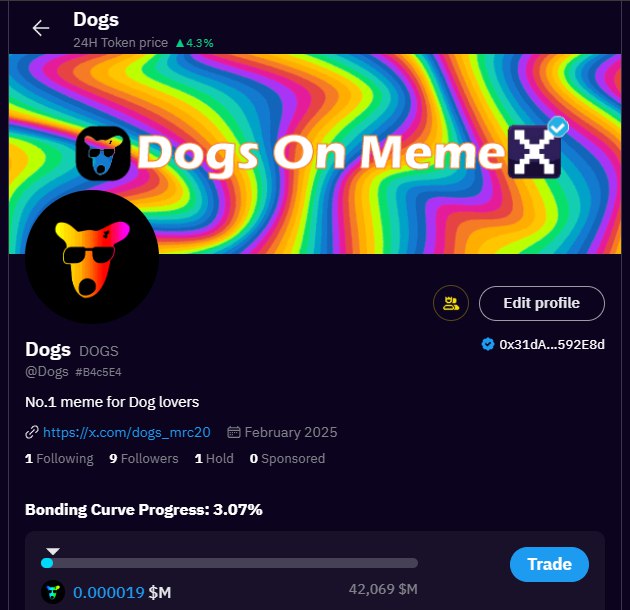 Dogs
24H Token price ▲4.3%
Dogs On Meme
Edit profile
Dogs DOGS
0x31dA...592E8d
@Dogs #B4c5E4
No.1 meme for Dog lovers
https://x.com/dogs_mrc20 February 2025
1 Following 9 Followers 1 Hold 0 Sponsored
Bonding Curve Progress: 3.07%
Trade
0.000019 $M 42,069 $M